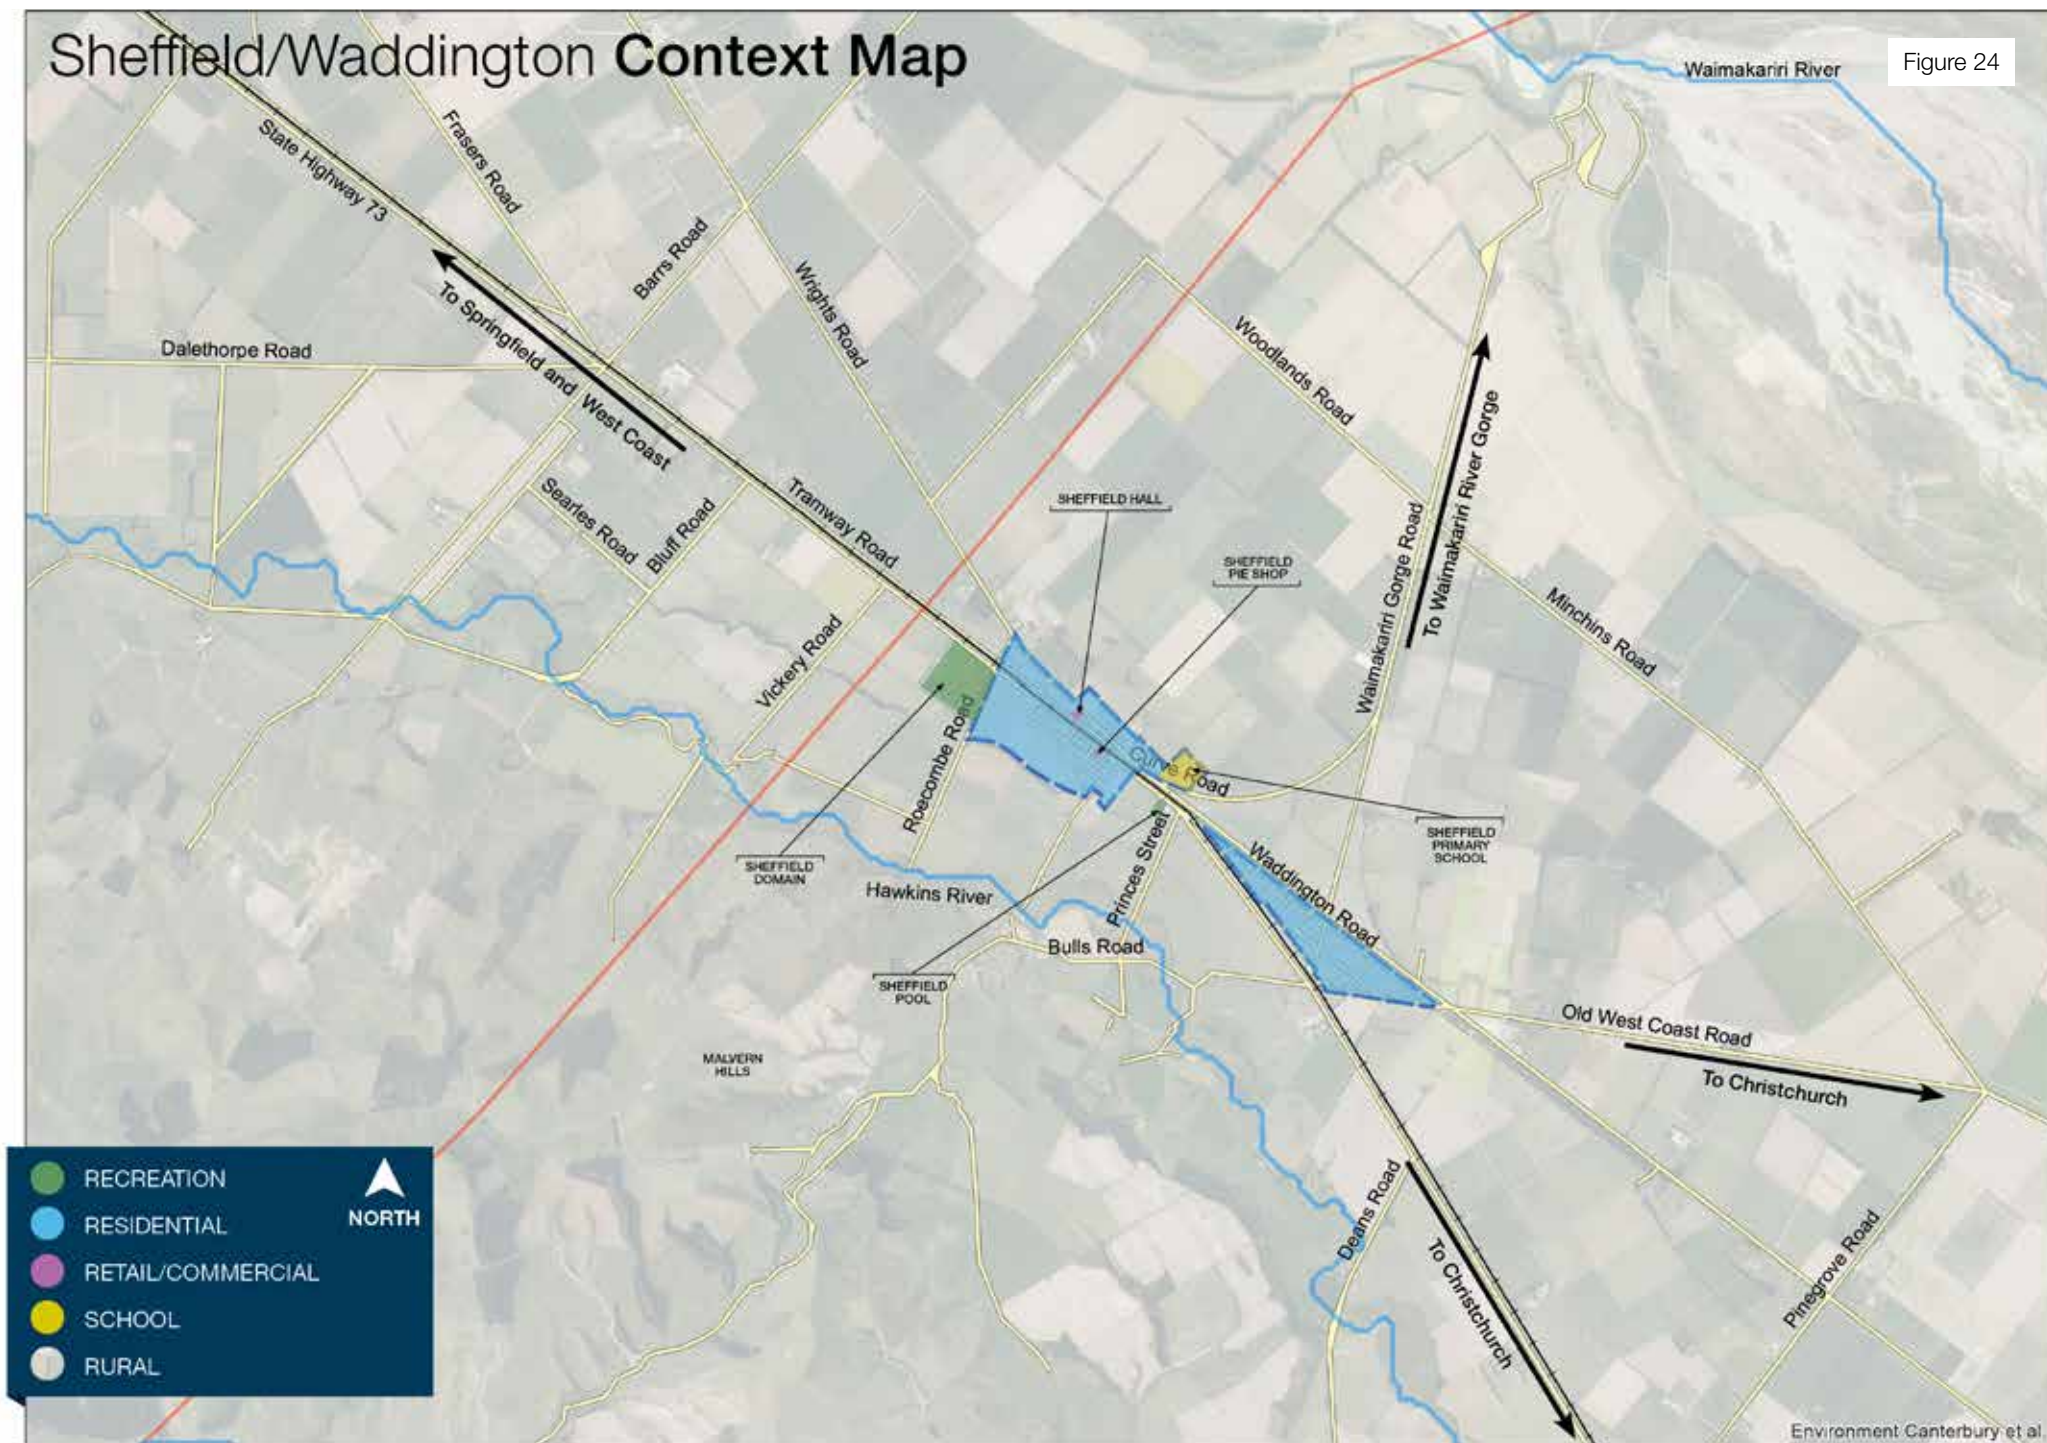 Sheffield/Waddington Context Map
Figure 24
Waimakariri River
State Highway 73
Frasers Road
Barrs Road
Wrights Road
To Springfield and West Coast
Dalethorpe Road
Woodlands Road
Searles Road
Bluff Road
Tramway Road
SHEFFIELD HALL
SHEFFIELD
PIE SHOP
Waimakariri Gorge Road
To Waimakariri River Gorge
Minchins Road
Vickery Road
Roecombe Road
Curve Road
SHEFFIELD
PRIMARY
SCHOOL
SHEFFIELD
DOMAIN
Hawkins River
Princes Street
Waddington Road
Bulls Road
SHEFFIELD
POOL
Old West Coast Road
To Christchurch
MALVERN
HILLS
Deans Road
To Christchurch
Pinegrove Road
RECREATION
RESIDENTIAL
RETAIL/COMMERCIAL
SCHOOL
RURAL
NORTH
Environment Canterbury et al